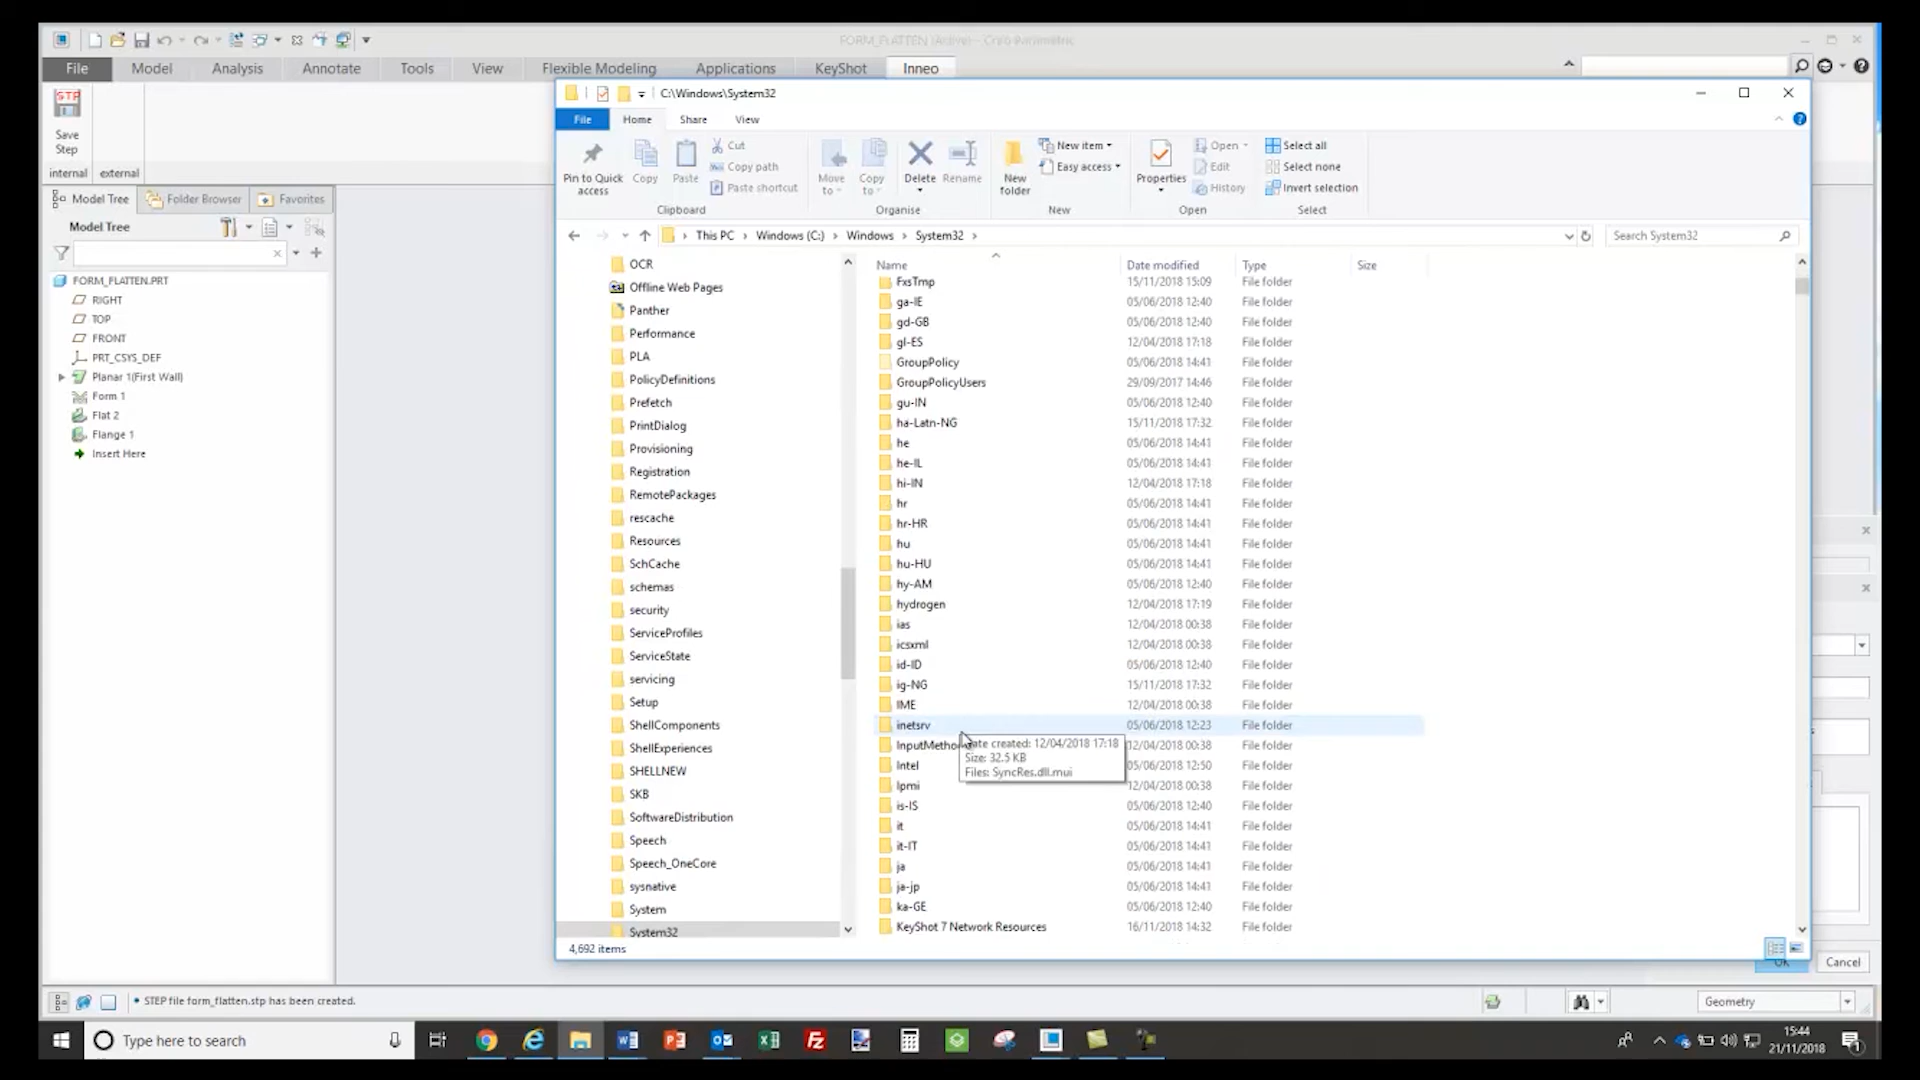 FORM_FLATTEN (Active) - Creo Parametric
File Model Analysis Annotate Tools View Flexible Modeling Applications KeyShot Inneo
STP
Save
Step
internal external
Model Tree Folder Browser Favorites
Model Tree
FORM_FLATTEN.PRT
RIGHT
TOP
FRONT
PRT_CSYS_DEF
Planar 1(First Wall)
Form 1
Flat 2
Flange 1
Insert Here
C:\Windows\System32
File Home Share View
Pin to Quick
access
Copy
Paste
Cut
Copy path
Paste shortcut
Clipboard
Move
to
Copy
to
Delete
Rename
Organise
New
folder
New item
Easy access
New
Properties
Open
Edit
History
Open
Select all
Select none
Invert selection
Select
This PC Windows (C:) Windows System32
Search System32
OCR
Offline Web Pages
Panther
Performance
PLA
PolicyDefinitions
Prefetch
PrintDialog
Provisioning
Registration
RemotePackages
rescache
Resources
SchCache
schemas
security
ServiceProfiles
ServiceState
servicing
Setup
ShellComponents
ShellExperiences
SHELLNEW
SKB
SoftwareDistribution
Speech
Speech_OneCore
sysnative
System
System32
Name Date modified Type Size
FxsTmp 15/11/2018 15:09 File folder
ga-IE 05/06/2018 12:40 File folder
gd-GB 05/06/2018 12:40 File folder
gl-ES 12/04/2018 17:18 File folder
GroupPolicy 05/06/2018 14:41 File folder
GroupPolicyUsers 29/09/2017 14:46 File folder
gu-IN 05/06/2018 12:40 File folder
ha-Latn-NG 15/11/2018 17:32 File folder
he 05/06/2018 14:41 File folder
he-IL 05/06/2018 14:41 File folder
hi-IN 12/04/2018 17:18 File folder
hr 05/06/2018 14:41 File folder
hr-HR 05/06/2018 14:41 File folder
hu 05/06/2018 14:41 File folder
hu-HU 05/06/2018 14:41 File folder
hy-AM 05/06/2018 12:40 File folder
hydrogen 12/04/2018 17:19 File folder
ias 12/04/2018 00:38 File folder
icsxml 12/04/2018 00:38 File folder
id-ID 05/06/2018 12:40 File folder
ig-NG 15/11/2018 17:32 File folder
IME 12/04/2018 00:38 File folder
inetsrv 05/06/2018 12:23 File folder
InputMetho 12/04/2018 00:38 File folder
Intel 05/06/2018 12:50 File folder
Ipmi 12/04/2018 00:38 File folder
is-IS 05/06/2018 12:40 File folder
it 05/06/2018 14:41 File folder
it-IT 05/06/2018 14:41 File folder
ja 05/06/2018 14:41 File folder
ja-jp 05/06/2018 14:41 File folder
ka-GE 05/06/2018 12:40 File folder
KeyShot 7 Network Resources 16/11/2018 14:32 File folder
ate created: 12/04/2018 17:18
Size: 32.5 KB
Files: SyncRes.dll.mui
4,692 items
OK Cancel
• STEP file form_flatten.stp has been created.
Geometry
Type here to search
15:44
21/11/2018